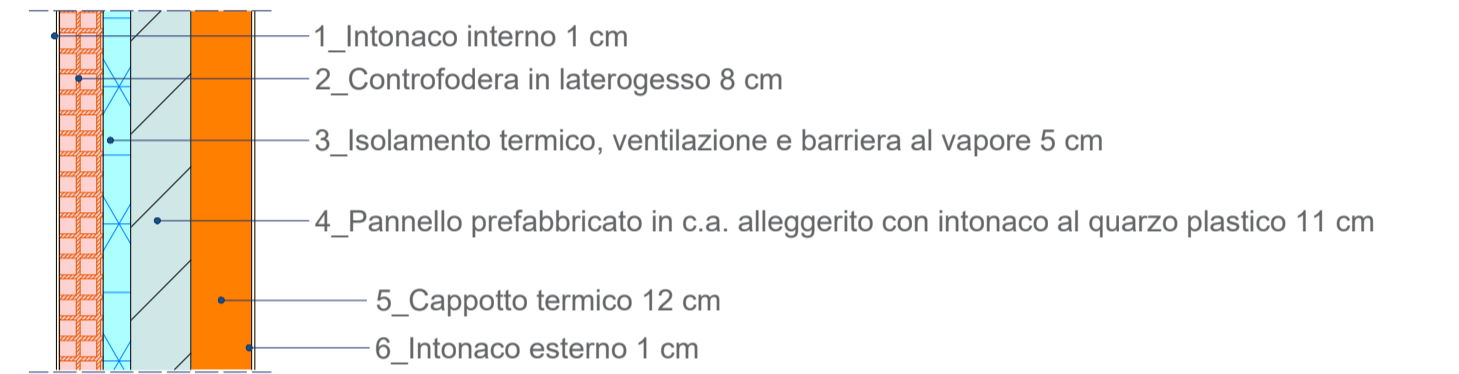 1_Intonaco interno 1 cm
2_Controfodera in laterogesso 8 cm
3_Isolamento termico, ventilazione e barriera al vapore 5 cm
4_Pannello prefabbricato in c.a. alleggerito con intonaco al quarzo plastico 11 cm
5_Cappotto termico 12 cm
6_Intonaco esterno 1 cm